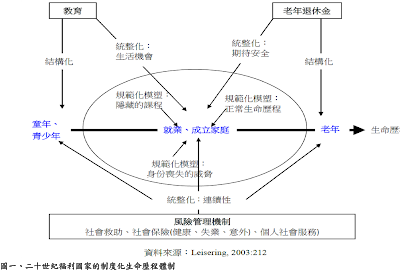 教育
老年退休金
統整化：
生活機會
統整化：
期待安全
結構化
結構化
規範化模塑：
隱藏的課程
規範化模塑：
正常生命歷程
童年、
青少年
就業、成立家庭
老年
生命歷
規範化模塑：
身份喪失的威脅
統整化：連續性
風險管理機制
社會救助、社會保險(健康、失業、意外)、個人社會服務)
資料來源：Leisering, 2003:212
圖一、二十世紀福利國家的制度化生命歷程體制